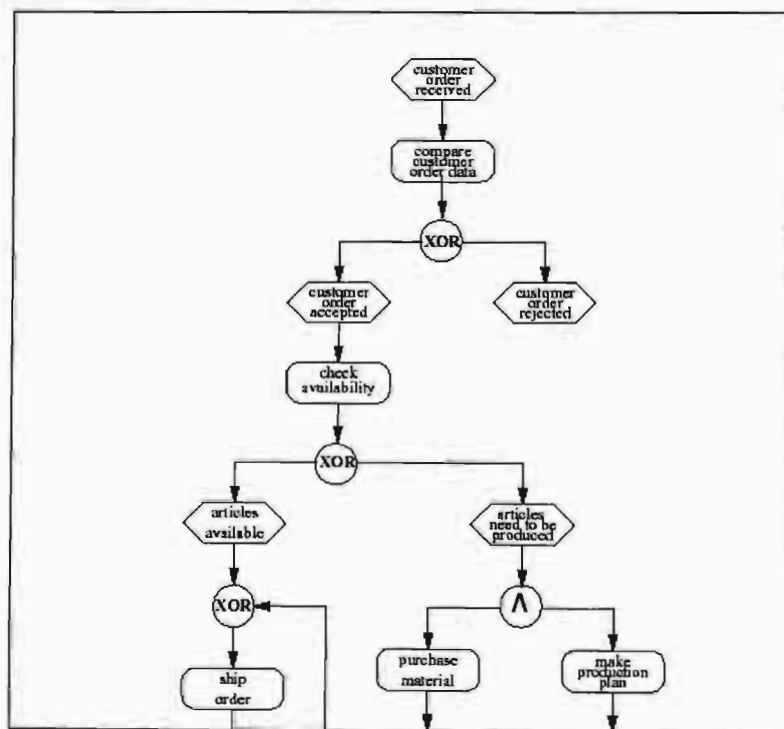 customer
order
received
compare
customer
order data
XOR
customer
order
accepted
customer
order
rejected
check
availability
XOR
articles
available
articles
need to be
produced
XOR
Λ
purchase
material
make
production
plan
ship
order